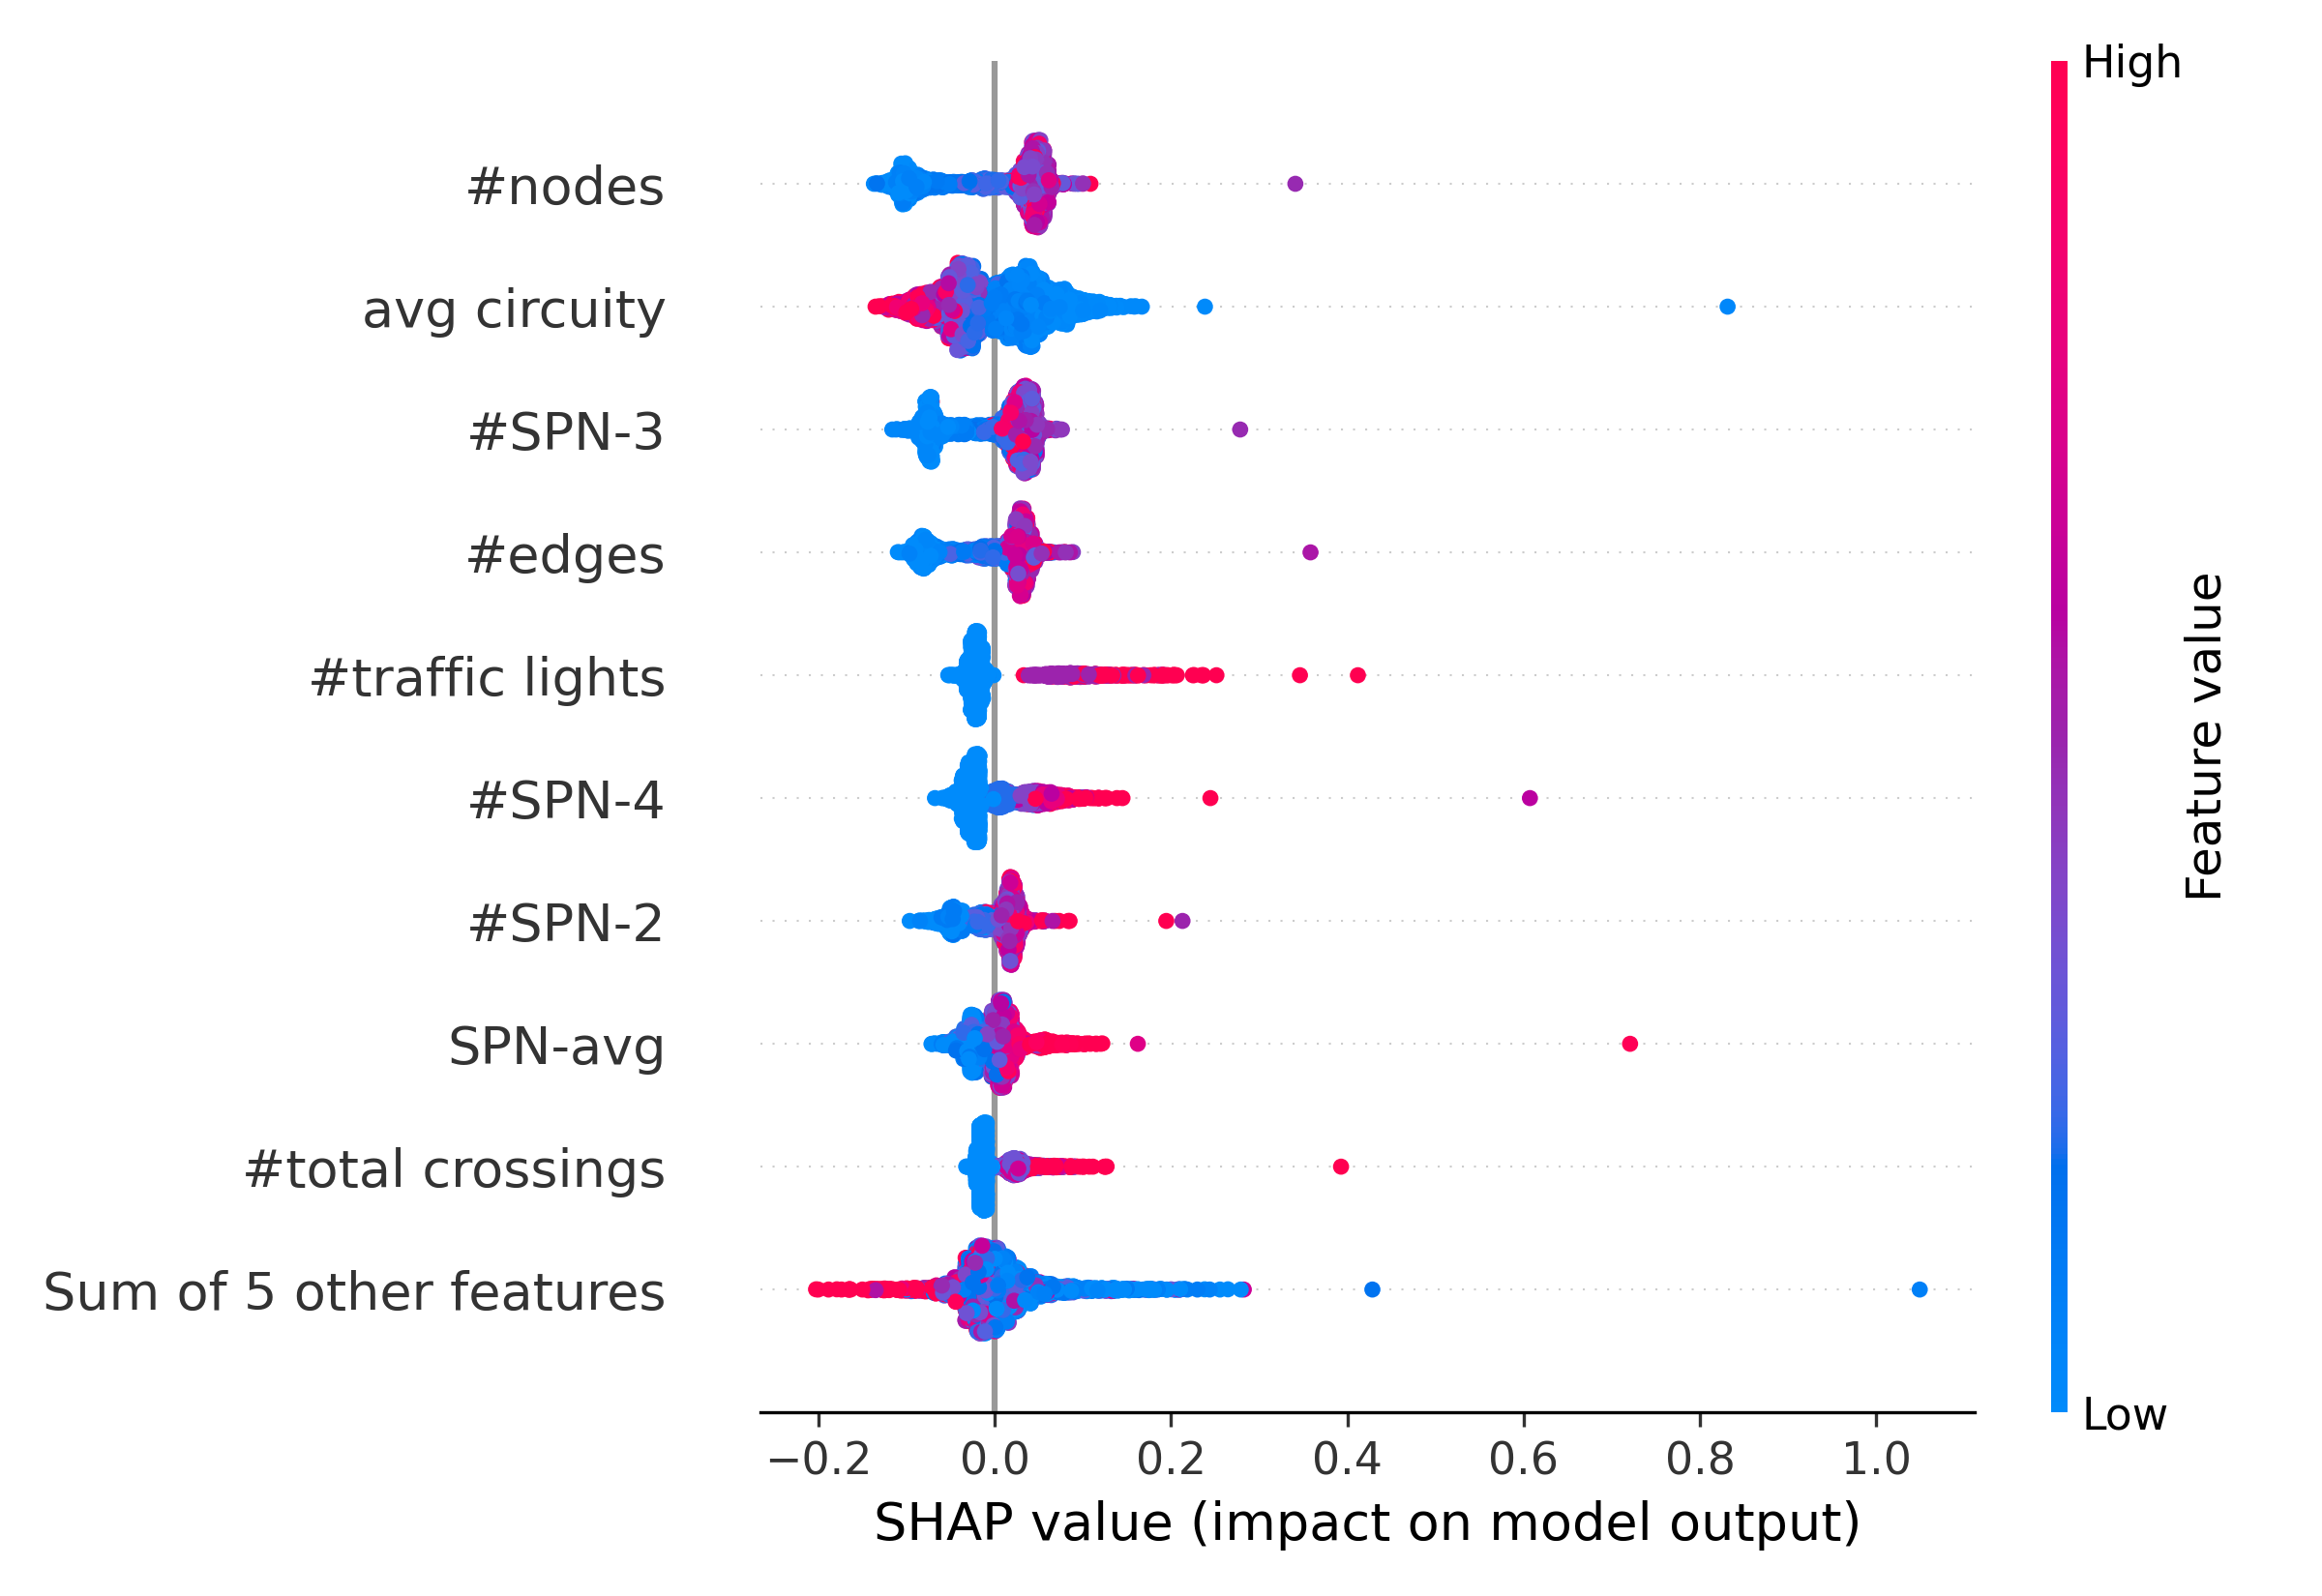 High
#nodes
avg circuity
#SPN-3
#edges
#traffic lights
#SPN-4
#SPN-2
SPN-avg
#total crossings
Sum of 5 other features
Feature value
Low
−0.2 0.0 0.2 0.4 0.6 0.8 1.0
SHAP value (impact on model output)